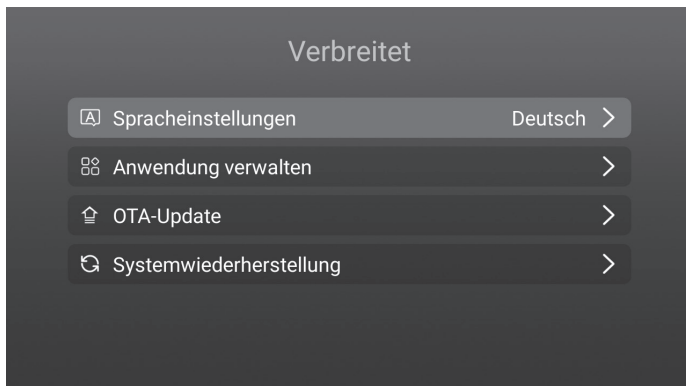 Verbreitet
Spracheinstellungen Deutsch
Anwendung verwalten
OTA-Update
Systemwiederherstellung